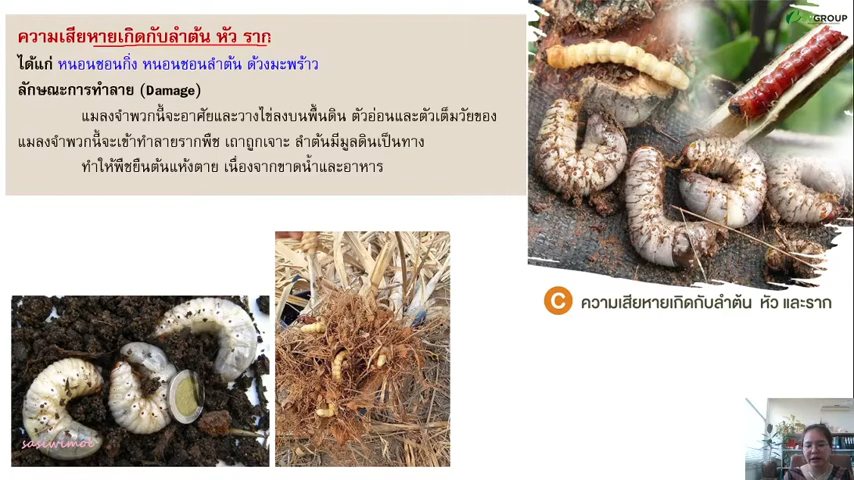 ความเสียหายเกิดกับลำต้น หัว ราก
ได้แก่ หนอนชอนกิ่ง หนอนชอนลำต้น ด้วงมะพร้าว
ลักษณะการทำลาย (Damage)
แมลงจำพวกนี้จะอาศัยและวางไข่ลงบนพื้นดิน ตัวอ่อนและตัวเต็มวัยของ
แมลงจำพวกนี้จะเข้าทำลายรากพืช เถาถูกเจาะ ลำต้นมีมูลดินเป็นทาง
ทำให้พืชยืนต้นแห้งตาย เนื่องจากขาดน้ำและอาหาร
GROUP
C ความเสียหายเกิดกับลำต้น หัว และราก
sasiwimol